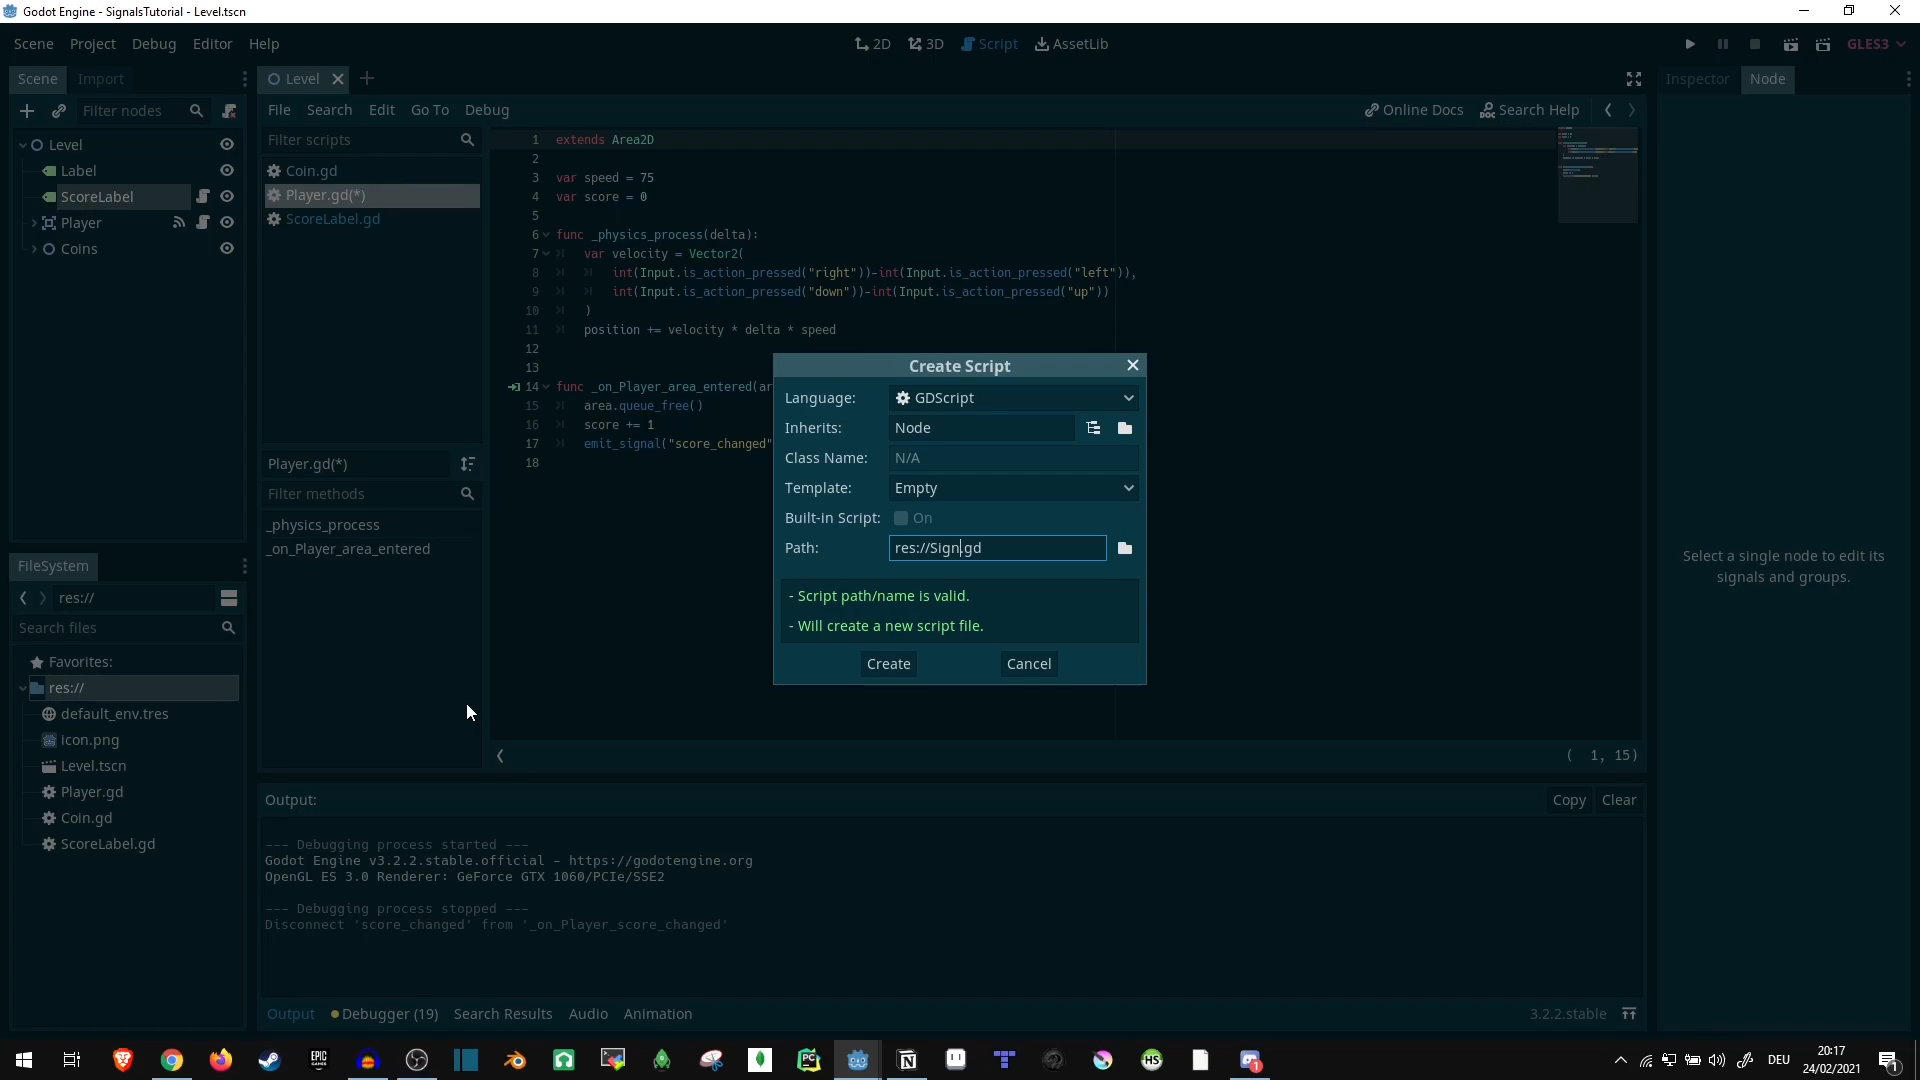 Godot Engine - SignalsTutorial - Level.tscn
Scene Project Debug Editor Help
2D 3D Script AssetLib
GLES3
Scene Import
Level
Inspector Node
Filter nodes
File Search Edit Go To Debug
Online Docs Search Help
Level
Label
ScoreLabel
Player
Coins
Filter scripts
Coin.gd
Player.gd(*)
ScoreLabel.gd
Player.gd(*)
Filter methods
_physics_process
_on_Player_area_entered
1 extends Area2D
2
3 var speed = 75
4 var score = 0
5
6 func _physics_process(delta):
7 var velocity = Vector2(
8 int(Input.is_action_pressed("right"))-int(Input.is_action_pressed("left")),
9 int(Input.is_action_pressed("down"))-int(Input.is_action_pressed("up"))
10 )
11 position += velocity * delta * speed
12
13
14 func _on_Player_area_entered(ar
15 area.queue_free()
16 score += 1
17 emit_signal("score_changed"
18
( 1, 15)
Create Script
Language: GDScript
Inherits: Node
Class Name: N/A
Template: Empty
Built-in Script: On
Path: res://Sign.gd
- Script path/name is valid.
- Will create a new script file.
Create Cancel
Select a single node to edit its
signals and groups.
FileSystem
res://
Search files
Favorites:
res://
default_env.tres
icon.png
Level.tscn
Player.gd
Coin.gd
ScoreLabel.gd
Output:
Copy Clear
--- Debugging process started ---
Godot Engine v3.2.2.stable.official - https://godotengine.org
OpenGL ES 3.0 Renderer: GeForce GTX 1060/PCIe/SSE2
--- Debugging process stopped ---
Disconnect 'score_changed' from '_on_Player_score_changed'
Output Debugger (19) Search Results Audio Animation
3.2.2.stable
EPIC
GAMES
PC
HS
1
DEU
20:17
24/02/2021
1